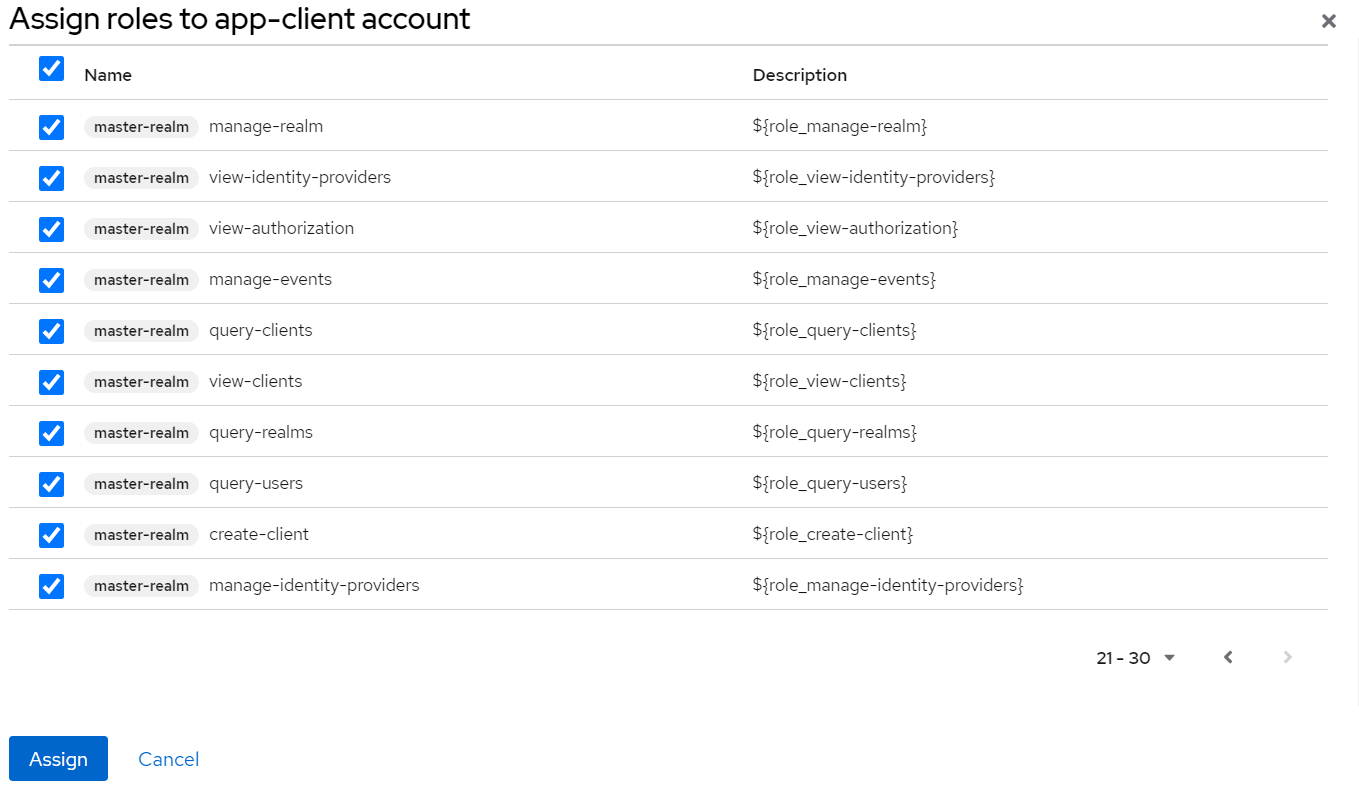 Assign roles to app-client account
Name Description
master-realm manage-realm ${role_manage-realm}
master-realm view-identity-providers ${role_view-identity-providers}
master-realm view-authorization ${role_view-authorization}
master-realm manage-events ${role_manage-events}
master-realm query-clients ${role_query-clients}
master-realm view-clients ${role_view-clients}
master-realm query-realms ${role_query-realms}
master-realm query-users ${role_query-users}
master-realm create-client ${role_create-client}
master-realm manage-identity-providers ${role_manage-identity-providers}
21 - 30
Assign Cancel